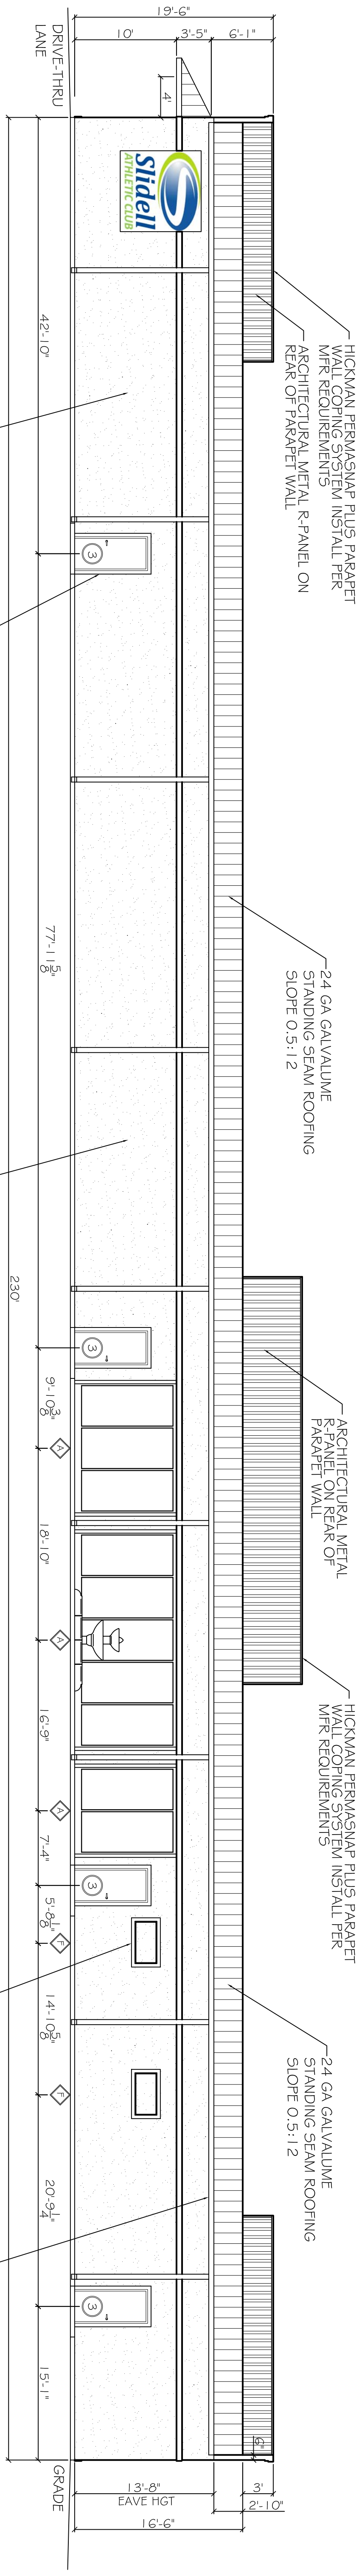 HICKMAN PERMASNAP PLUS PARAPET
WALL COPING SYSTEM INSTALL PER
MFR REQUIREMENTS
ARCHITECTURAL METAL R-PANEL ON
REAR OF PARAPET WALL
24 GA GALVALUME
STANDING SEAM ROOFING
SLOPE 0.5:12
ARCHITECTURAL METAL
R-PANEL ON REAR OF
PARAPET WALL
HICKMAN PERMASNAP PLUS PARAPET
WALL COPING SYSTEM INSTALL PER
MFR REQUIREMENTS
24 GA GALVALUME
STANDING SEAM ROOFING
SLOPE 0.5:12
19'-6"
6'-1"
3'-5"
10'
4'
Slidell
ATHLETIC CLUB
DRIVE-THRU
LANE
3
3
3
3
6"
3'
2'-10"
13'-8"
EAVE HGT
16'-6"
GRADE
42'-10"
77'-11 5/8"
9'-10 3/8"
A
18'-10"
A
16'-9"
A
7'-4"
5'-8 1/8"
F
14'-10 5/8"
F
20'-9 1/4"
15'-1"
230'